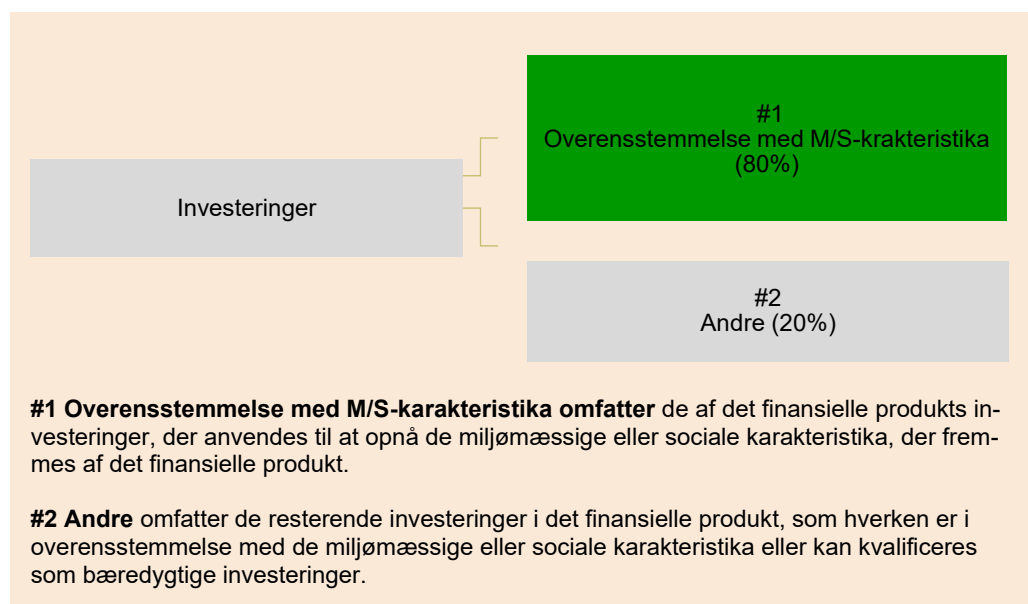 #1
Overensstemmelse med M/S-krakteristika
(80%)
Investeringer
#2
Andre (20%)
#1 Overensstemmelse med M/S-karakteristika omfatter de af det finansielle produkts in-
vesteringer, der anvendes til at opnå de miljømæssige eller sociale karakteristika, der frem-
mes af det finansielle produkt.
#2 Andre omfatter de resterende investeringer i det finansielle produkt, som hverken er i
overensstemmelse med de miljømæssige eller sociale karakteristika eller kan kvalificeres
som bæredygtige investeringer.